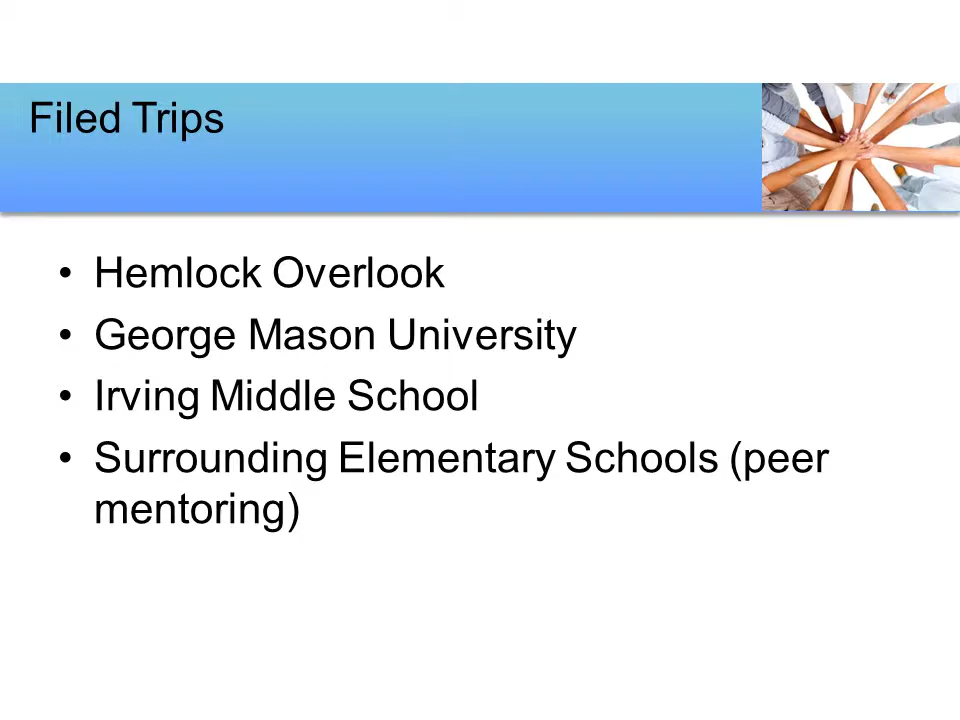 Filed Trips
• Hemlock Overlook
• George Mason University
• Irving Middle School
• Surrounding Elementary Schools (peer
mentoring)